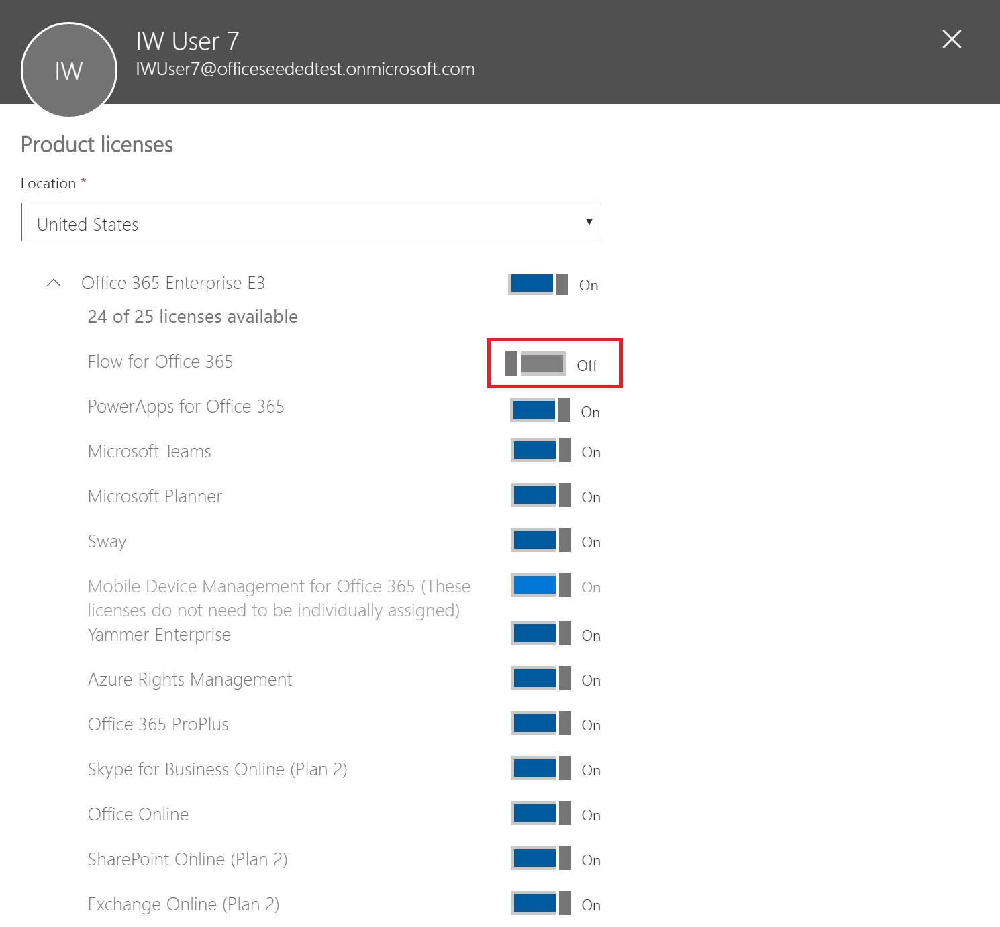 IW
IW User 7
IWUser7@officeseededtest.onmicrosoft.com
Product licenses
Location *
United States
Office 365 Enterprise E3 On
24 of 25 licenses available
Flow for Office 365 Off
PowerApps for Office 365 On
Microsoft Teams On
Microsoft Planner On
Sway On
Mobile Device Management for Office 365 (These On
licenses do not need to be individually assigned)
Yammer Enterprise On
Azure Rights Management On
Office 365 ProPlus On
Skype for Business Online (Plan 2) On
Office Online On
SharePoint Online (Plan 2) On
Exchange Online (Plan 2) On